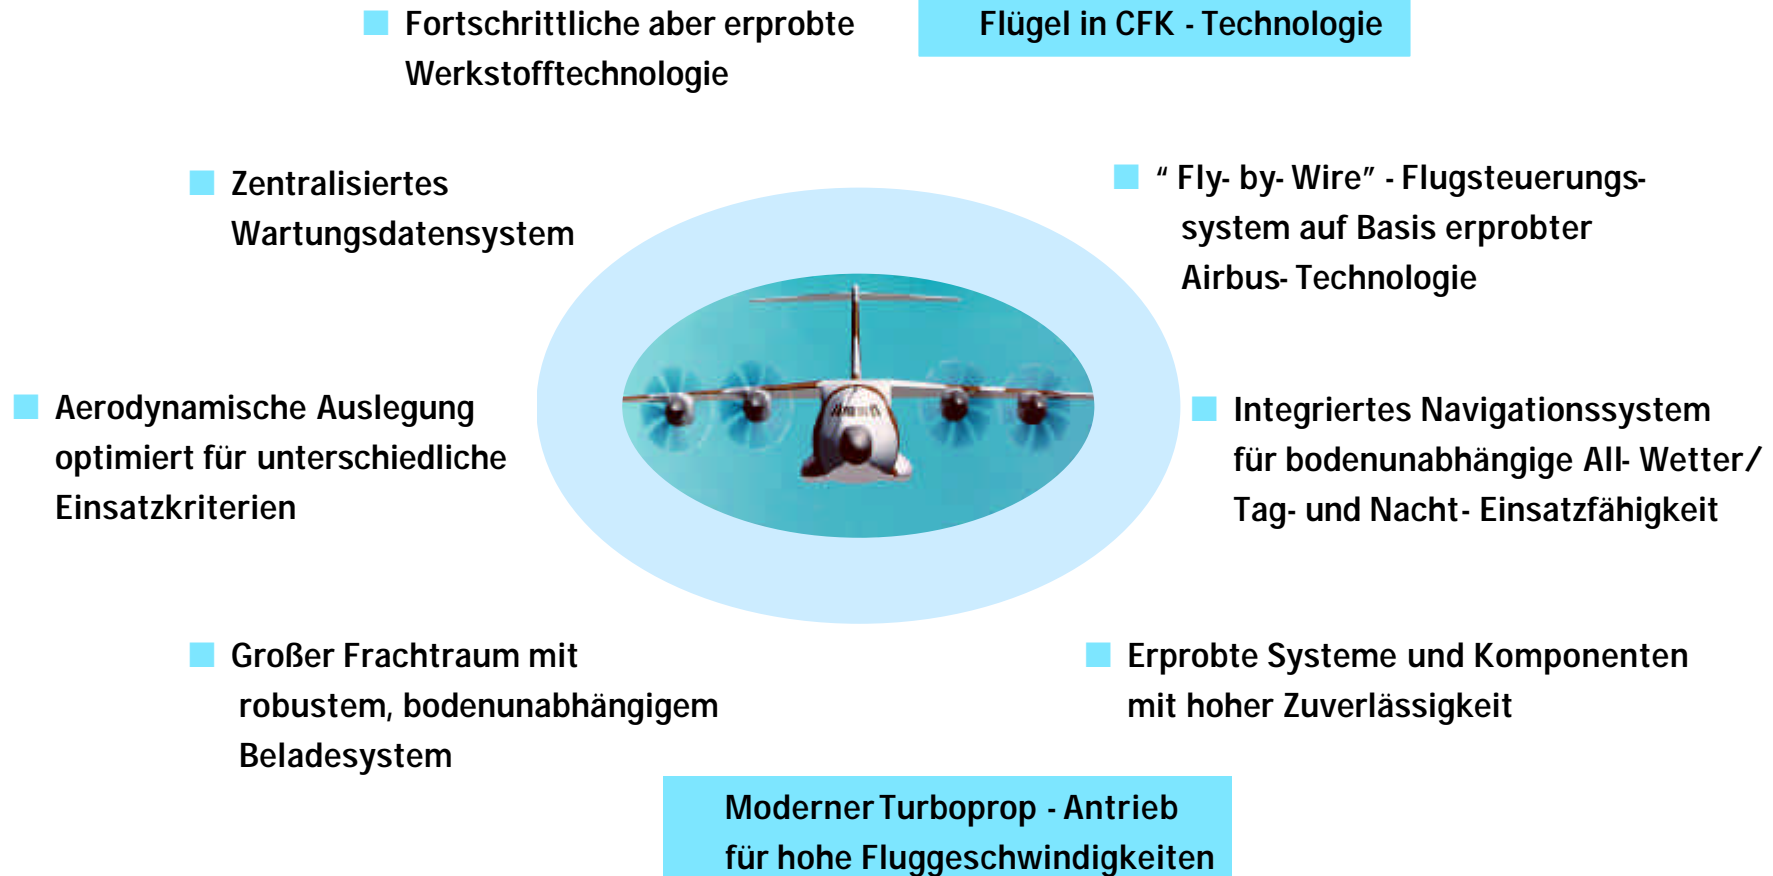 Fortschrittliche aber erprobte
Werkstofftechnologie
Flügel in CFK - Technologie
Zentralisiertes
Wartungsdatensystem
“ Fly- by- Wire” - Flugsteuerungs-
system auf Basis erprobter
Airbus- Technologie
Aerodynamische Auslegung
optimiert für unterschiedliche
Einsatzkriterien
Integriertes Navigationssystem
für bodenunabhängige All- Wetter/
Tag- und Nacht- Einsatzfähigkeit
Großer Frachtraum mit
robustem, bodenunabhängigem
Beladesystem
Erprobte Systeme und Komponenten
mit hoher Zuverlässigkeit
Moderner Turboprop - Antrieb
für hohe Fluggeschwindigkeiten